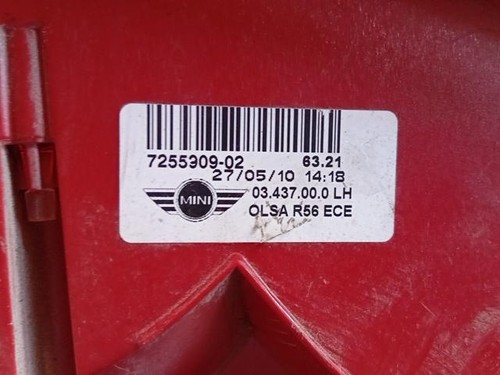 7255909-02 63.21
27/05/10 14:18
MINI 03.437.00.0 LH
OLSA R56 ECE